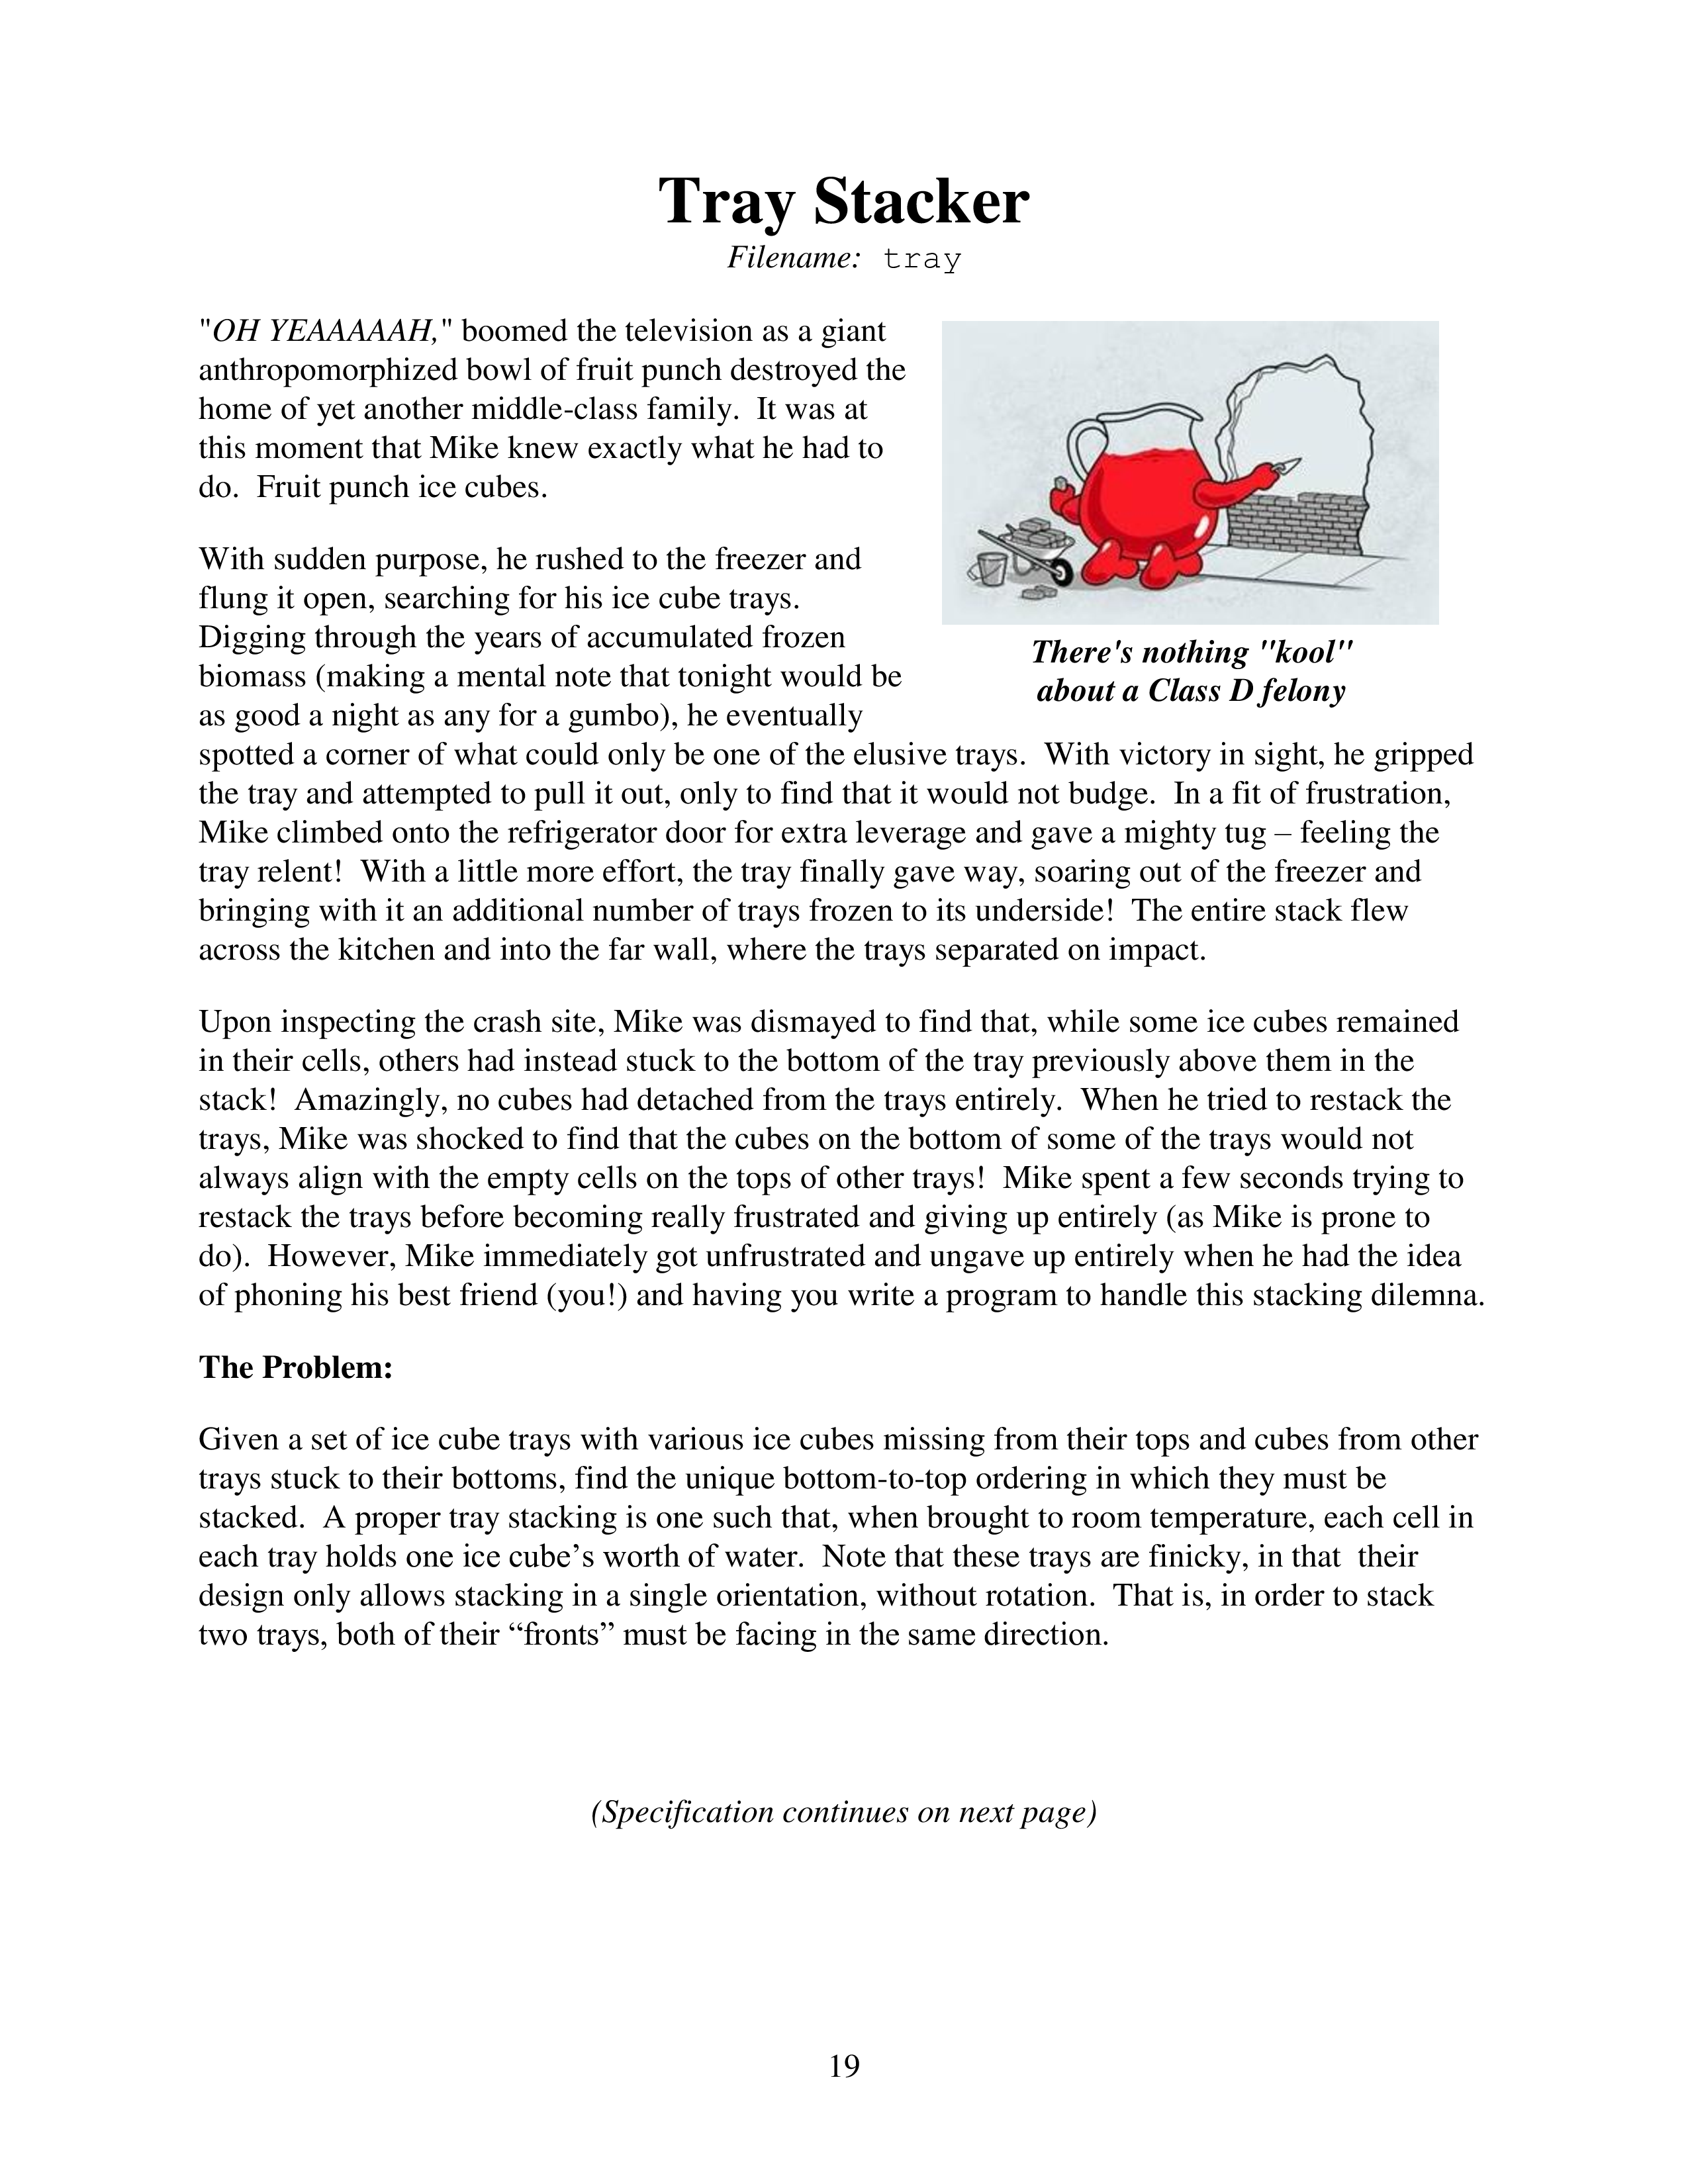 Tray Stacker
Filename: tray
"OH YEAAAAAH," boomed the television as a giant
anthropomorphized bowl of fruit punch destroyed the
home of yet another middle-class family. It was at
this moment that Mike knew exactly what he had to
do. Fruit punch ice cubes.
With sudden purpose, he rushed to the freezer and
flung it open, searching for his ice cube trays.
Digging through the years of accumulated frozen
biomass (making a mental note that tonight would be
as good a night as any for a gumbo), he eventually
There's nothing "kool"
about a Class D felony
spotted a corner of what could only be one of the elusive trays. With victory in sight, he gripped
the tray and attempted to pull it out, only to find that it would not budge. In a fit of frustration,
Mike climbed onto the refrigerator door for extra leverage and gave a mighty tug – feeling the
tray relent! With a little more effort, the tray finally gave way, soaring out of the freezer and
bringing with it an additional number of trays frozen to its underside! The entire stack flew
across the kitchen and into the far wall, where the trays separated on impact.
Upon inspecting the crash site, Mike was dismayed to find that, while some ice cubes remained
in their cells, others had instead stuck to the bottom of the tray previously above them in the
stack! Amazingly, no cubes had detached from the trays entirely. When he tried to restack the
trays, Mike was shocked to find that the cubes on the bottom of some of the trays would not
always align with the empty cells on the tops of other trays! Mike spent a few seconds trying to
restack the trays before becoming really frustrated and giving up entirely (as Mike is prone to
do). However, Mike immediately got unfrustrated and ungave up entirely when he had the idea
of phoning his best friend (you!) and having you write a program to handle this stacking dilemna.
The Problem:
Given a set of ice cube trays with various ice cubes missing from their tops and cubes from other
trays stuck to their bottoms, find the unique bottom-to-top ordering in which they must be
stacked. A proper tray stacking is one such that, when brought to room temperature, each cell in
each tray holds one ice cube’s worth of water. Note that these trays are finicky, in that their
design only allows stacking in a single orientation, without rotation. That is, in order to stack
two trays, both of their “fronts” must be facing in the same direction.
(Specification continues on next page)
19